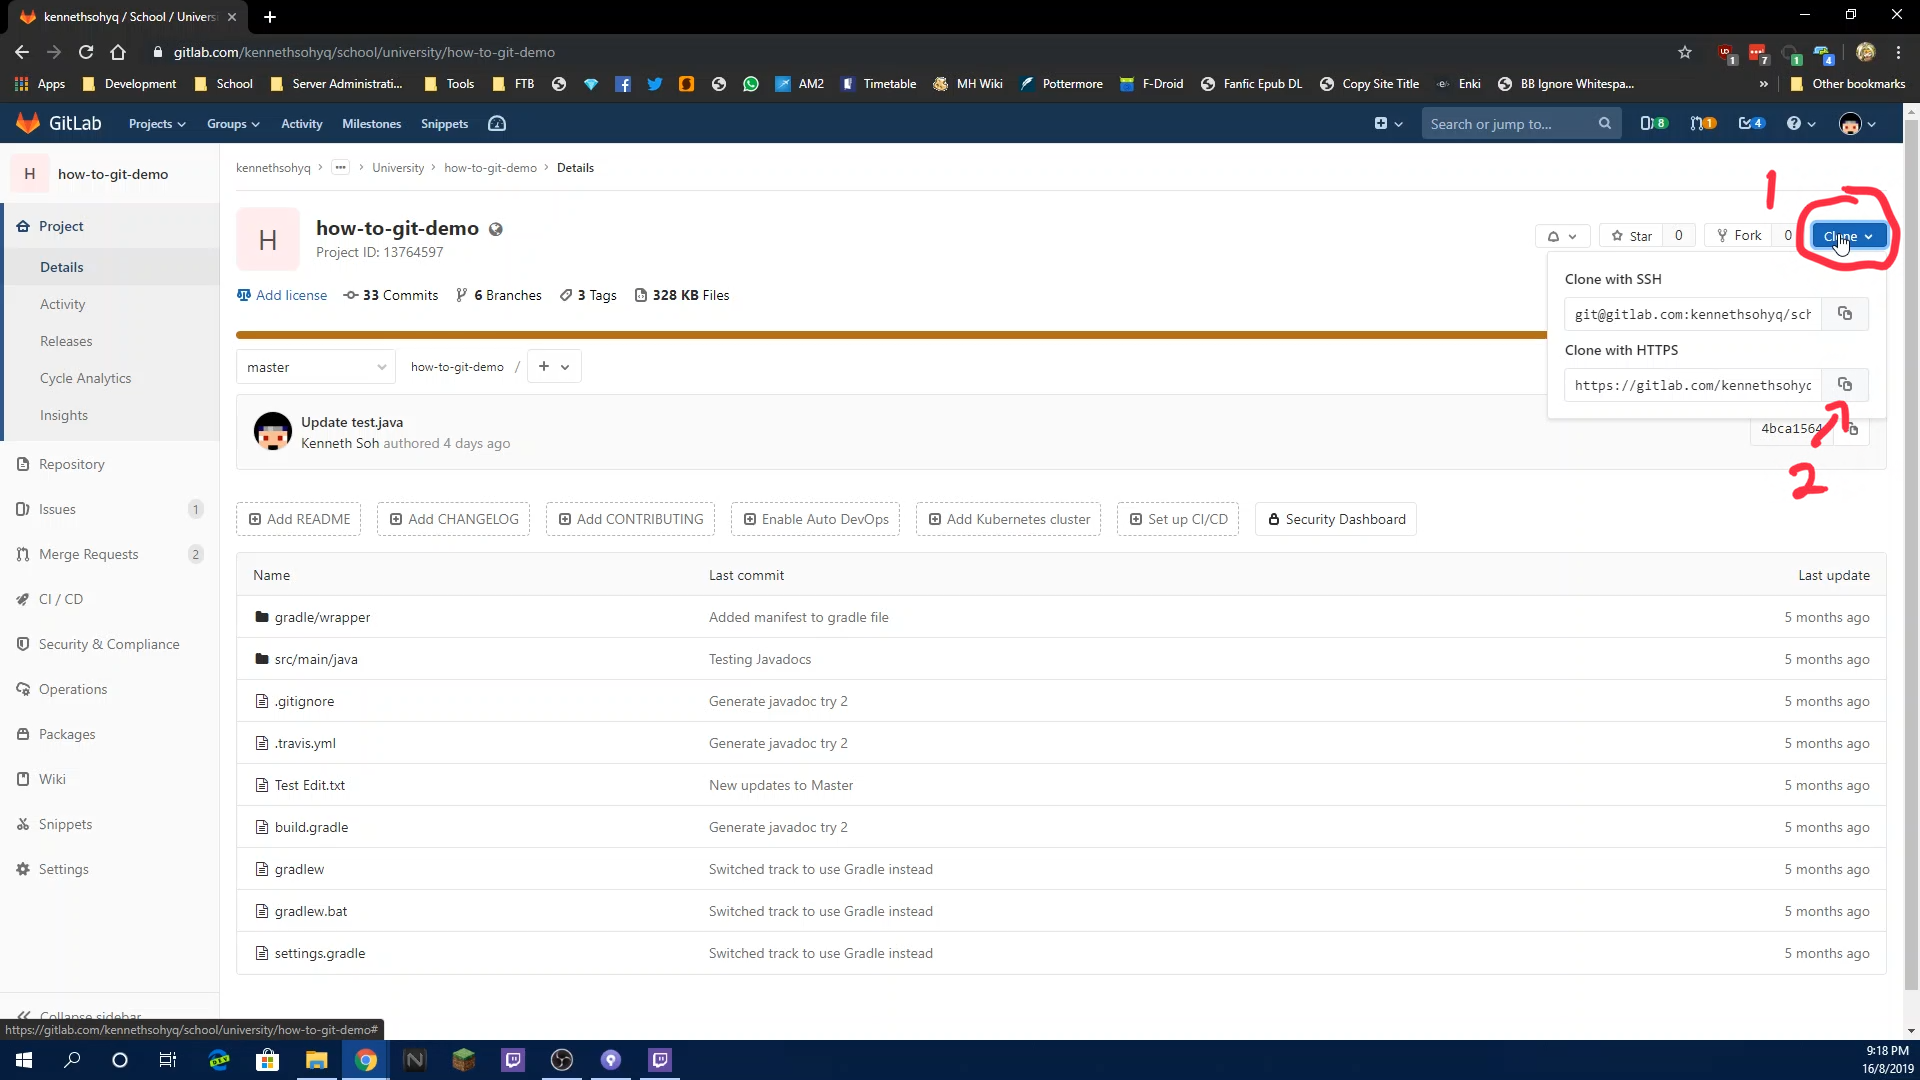 kennethsohyq / School / Univers
gitlab.com/kennethsohyq/school/university/how-to-git-demo
1 7 1 4
Apps Development School Server Administrati... Tools FTB AM2 Timetable MH Wiki Pottermore F-Droid Fanfic Epub DL Copy Site Title Enki BB Ignore Whitespa... » Other bookmarks
GitLab Projects Groups Activity Milestones Snippets Search or jump to... 8 1 4
H how-to-git-demo
kennethsohyq > ... > University > how-to-git-demo > Details
1
Project
Details
Activity
Releases
Cycle Analytics
Insights
Repository
Issues 1
Merge Requests 2
CI / CD
Security & Compliance
Operations
Packages
Wiki
Snippets
Settings
Collapse sidebar
H
how-to-git-demo
Project ID: 13764597
Star 0 Fork 0 Clone
Add license 33 Commits 6 Branches 3 Tags 328 KB Files
Clone with SSH
git@gitlab.com:kennethsohyq/sch
Clone with HTTPS
https://gitlab.com/kennethsohyq
2
master how-to-git-demo / +
Update test.java
Kenneth Soh authored 4 days ago
4bca1564
Add README Add CHANGELOG Add CONTRIBUTING Enable Auto DevOps Add Kubernetes cluster Set up CI/CD Security Dashboard
Name Last commit Last update
gradle/wrapper Added manifest to gradle file 5 months ago
src/main/java Testing Javadocs 5 months ago
.gitignore Generate javadoc try 2 5 months ago
.travis.yml Generate javadoc try 2 5 months ago
Test Edit.txt New updates to Master 5 months ago
build.gradle Generate javadoc try 2 5 months ago
gradlew Switched track to use Gradle instead 5 months ago
gradlew.bat Switched track to use Gradle instead 5 months ago
settings.gradle Switched track to use Gradle instead 5 months ago
https://gitlab.com/kennethsohyq/school/university/how-to-git-demo#
9:18 PM
16/8/2019